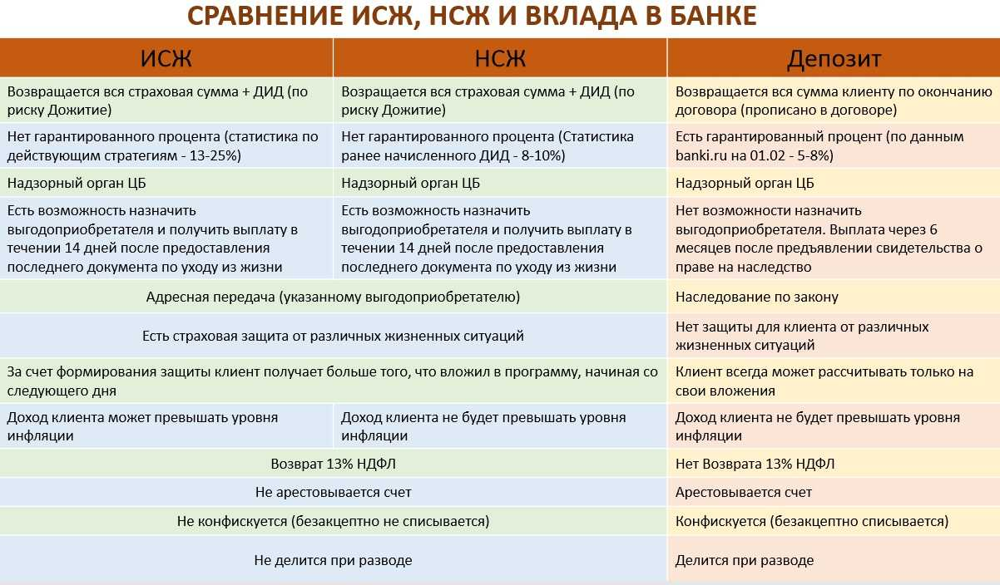 СРАВНЕНИЕ ИСЖ, НСЖ И ВКЛАДА В БАНКЕ
ИСЖ
НСЖ
Депозит
Возвращается вся страховая сумма + ДИД (по
риску Дожитие)
Возращается вся страховая сумма + ДИД (по
риску Дожитие)
Возвращается вся сумма клиенту по окончанию
договора (прописано в договоре)
Нет гарантированного процента (статистика по
действующим стратегиям - 13-25%)
Нет гарантированного процента (Статистика
ранее начисленного ДИД - 8-10%)
Есть гарантированный процент (по данным
banki.ru на 01.02 - 5-8%)
Надзорный орган ЦБ
Надзорный орган ЦБ
Надзорный орган ЦБ
Есть возможность назначить
выгодоприобретателя и получить выплату в
течении 14 дней после предоставления
последнего документа по уходу из жизни
Есть возможность назначить
выгодоприобретателя и получить выплату в
течении 14 дней после предоставления
последнего документа по уходу из жизни
Нет возможности назначить
выгодоприобретателя. Выплата через 6
месяцев после предъявлении свидетельства о
праве на наследство
Адресная передача (указанному выгодоприобретателю)
Наследование по закону
Есть страховая защита от различных жизненных ситуаций
Нет защиты для клиента от различных
жизненных ситуаций
За счет формирования защиты клиент получает больше того, что вложил в программу, начиная со
следующего дня
Клиент всегда может рассчитывать только на
свои вложения
Доход клиента может превышать уровня
инфляции
Доход клиента не будет превышать уровня
инфляции
Доход клиента не будет превышать уровня
инфляции
Возврат 13% НДФЛ
Нет Возврата 13% НДФЛ
Не арестовывается счет
Арестовывается счет
Не конфискуется (безакцептно не списывается)
Конфискуется (безакцептно списывается)
Не делится при разводе
Делится при разводе